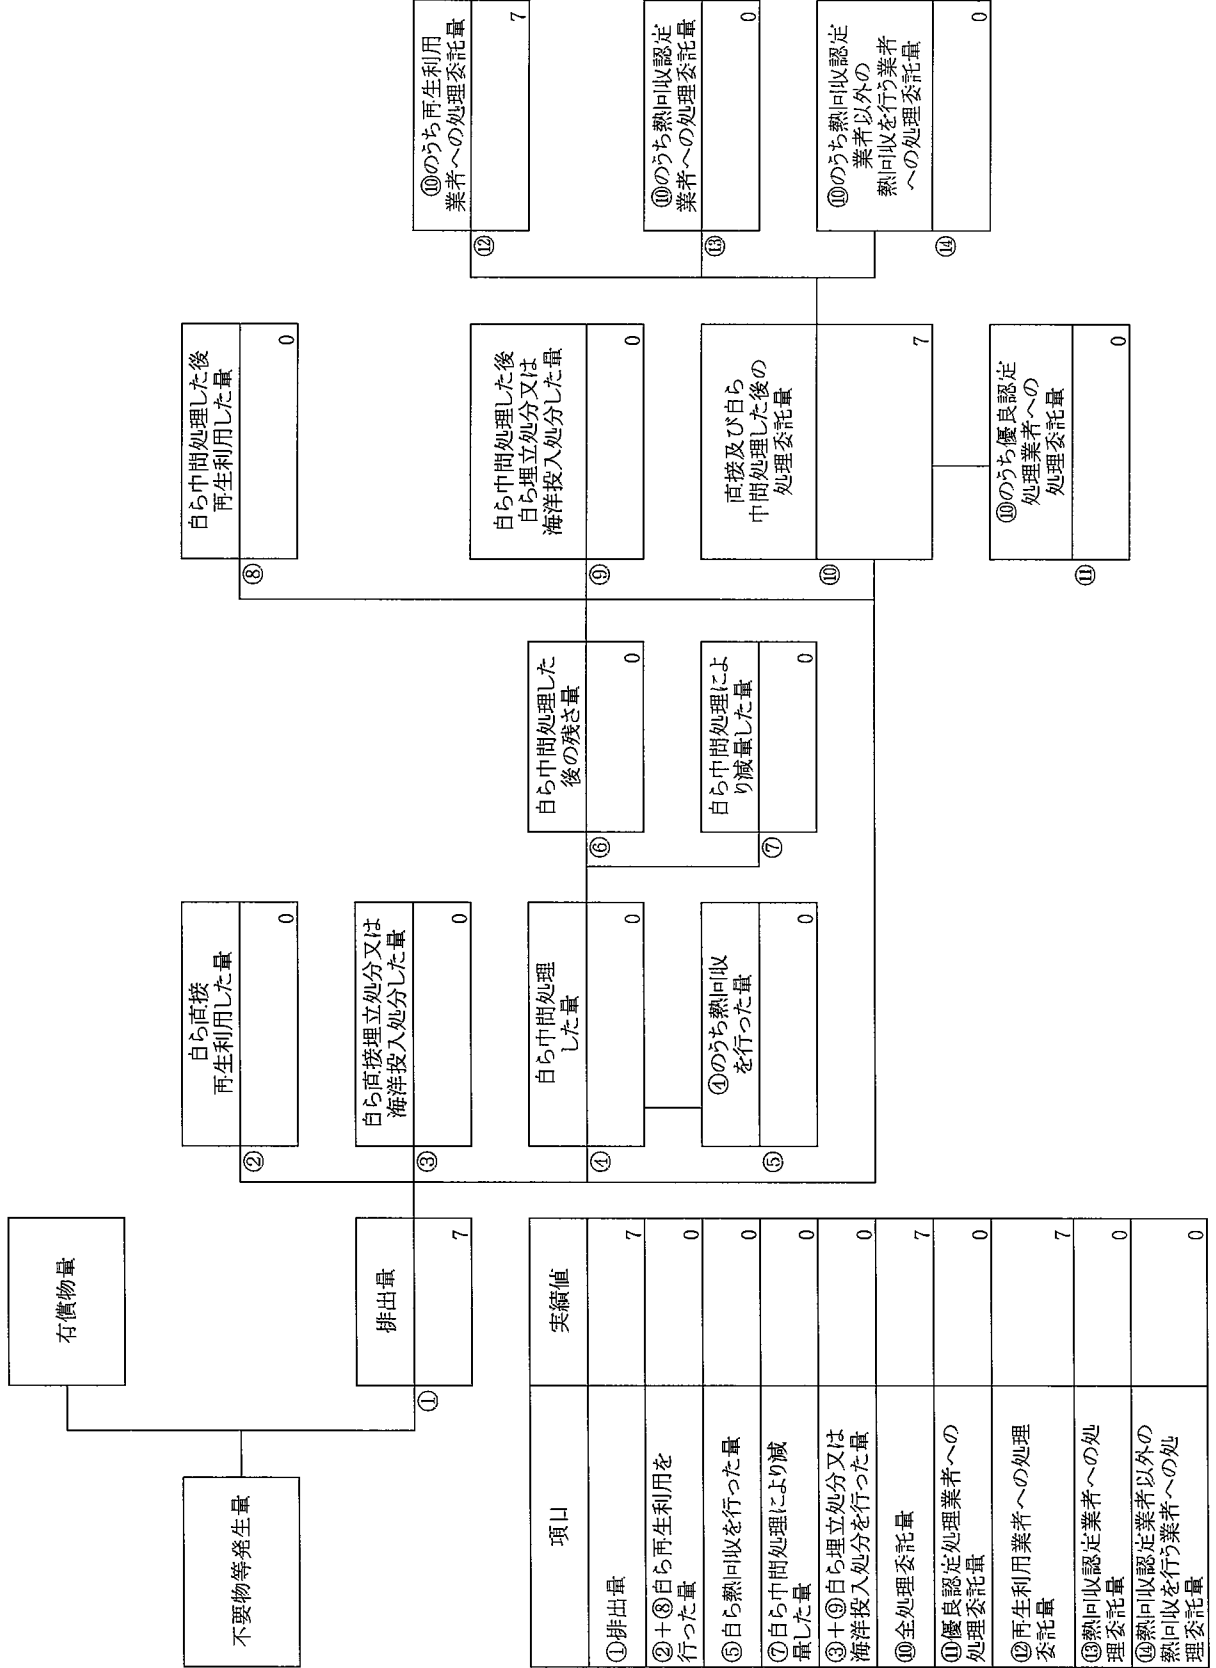 不要物等発生量
有償物量
排出量
①
7
自ら直接
再生利用した量
②
0
自ら直接埋立処分又は
海洋投入処分した量
③
0
自ら中間処理
した量
④
0
④のうち熱回収
を行った量
⑤
0
自ら中間処理した
後の残さ量
⑥
0
自ら中間処理によ
り減量した量
⑦
0
自ら中間処理した後
再生利用した量
⑧
0
自ら中間処理した後
自ら埋立処分又は
海洋投入処分した量
⑨
0
直接及び自ら
中間処理した後の
処理委託量
⑩
7
⑩のうち優良認定
処理業者への
処理委託量
⑪
0
⑩のうち再生利用
業者への処理委託量
⑫
7
⑩のうち熱回収認定
業者への処理委託量
⑬
0
⑩のうち熱回収認定
業者以外の
熱回収を行う業者
への処理委託量
⑭
0
項目 実績値
①排出量 7
②+⑧自ら再生利用を
行った量 0
⑤自ら熱回収を行った量 0
⑦自ら中間処理により減
量した量 0
③+⑨自ら埋立処分又は
海洋投入処分を行った量 0
⑩全処理委託量 7
⑪優良認定処理業者への
処理委託量 0
⑫再生利用業者への処理
委託量 7
⑬熱回収認定業者への処
理委託量 0
⑭熱回収認定業者以外の
熱回収を行う業者への処
理委託量 0